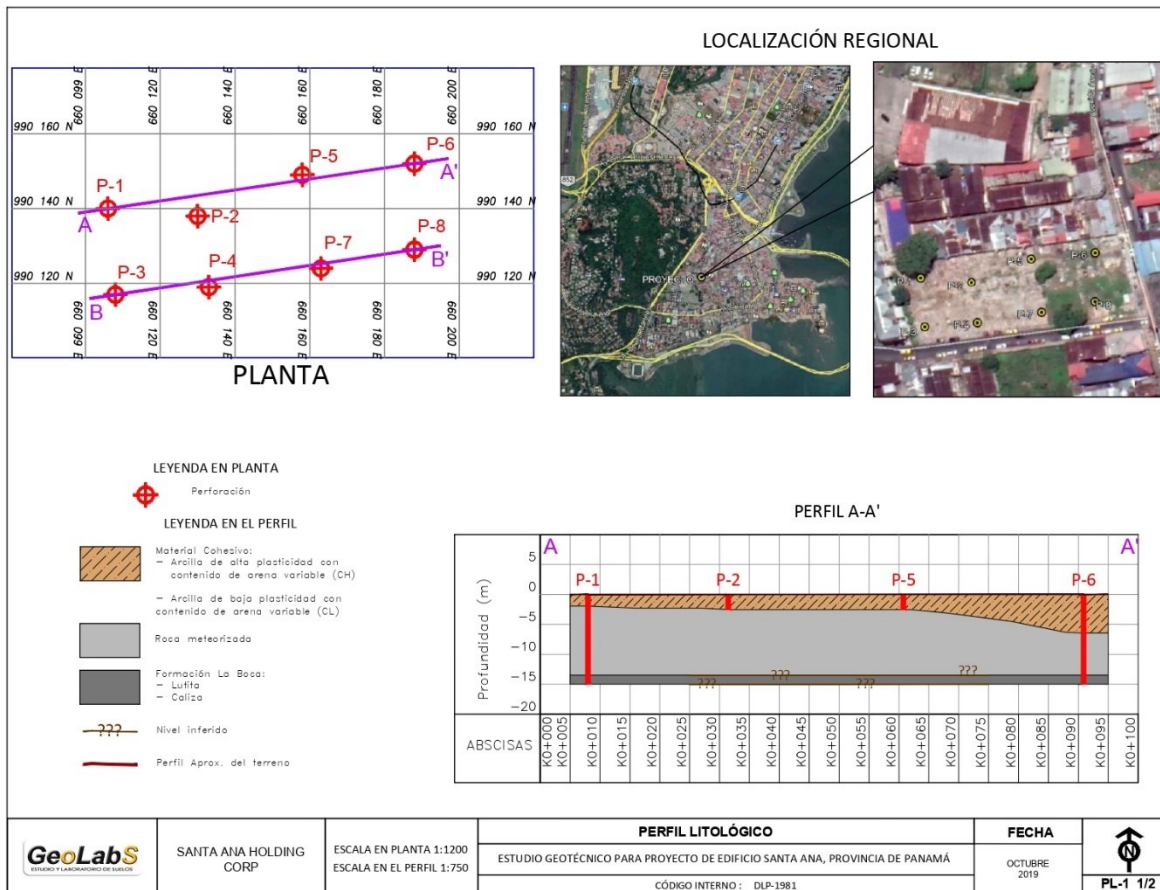 LOCALIZACIÓN REGIONAL
660 099 E
660 120 E
660 140 E
660 160 E
660 180 E
660 200 E
990 160 N
990 160 N
990 140 N
990 140 N
990 120 N
990 120 N
P-1
P-2
P-3
P-4
P-5
P-6
P-7
P-8
A
A'
B
B'
660 099 E
660 120 E
660 140 E
660 160 E
660 180 E
660 200 E
PLANTA
PROYECTO
P-5
P-6
P-7
LEYENDA EN PLANTA
Perforación
LEYENDA EN EL PERFIL
Material Cohesivo:
– Arcilla de alta plasticidad con
contenido de arena variable (CH)
– Arcilla de baja plasticidad con
contenido de arena variable (CL)
Roca meteorizada
Formación La Boca:
– Lutita
– Caliza
???
Nivel inferido
Perfil Aprox. del terreno
PERFIL A-A'
A
A'
P-1
P-2
P-5
P-6
Profundidad (m)
5
0
−5
−10
−15
−20
???
???
???
???
ABSCISAS
K0+000
K0+005
K0+010
K0+015
K0+020
K0+025
K0+030
K0+035
K0+040
K0+045
K0+050
K0+055
K0+060
K0+065
K0+070
K0+075
K0+080
K0+085
K0+090
K0+095
K0+100
GeoLabS
ESTUDIO Y LABORATORIO DE SUELOS
SANTA ANA HOLDING
CORP
ESCALA EN PLANTA 1:1200
ESCALA EN EL PERFIL 1:750
PERFIL LITOLÓGICO
ESTUDIO GEOTÉCNICO PARA PROYECTO DE EDIFICIO SANTA ANA, PROVINCIA DE PANAMÁ
CÓDIGO INTERNO : DLP-1981
FECHA
OCTUBRE
2019
N
PL-1 1/2